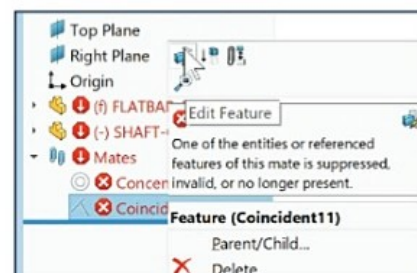 Top Plane
Right Plane
Origin
(f) FLATBAR
Edit Feature
(-) SHAFT-
One of the entities or referenced
Mates
features of this mate is suppressed,
Concen
invalid, or no longer present.
Coincid
Feature (Coincident11)
Parent/Child...
Delete